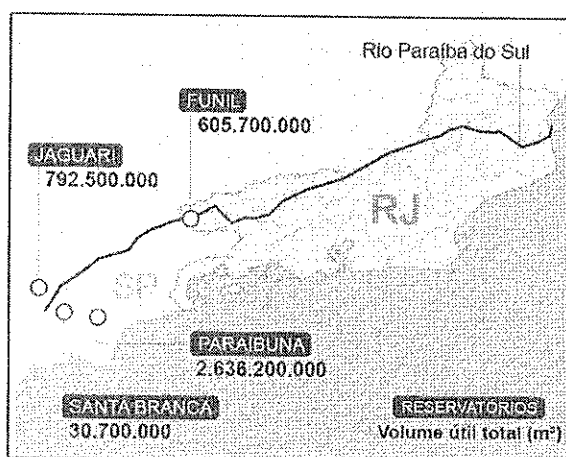 Rio Paraíba do Sul
FUNIL
605.700.000
JAGUARI
792.500.000
RJ
SP
PARAIBUNA
2.636.200.000
SANTA BRANCA
30.700.000
RESERVATÓRIOS
Volume útil total (m³)